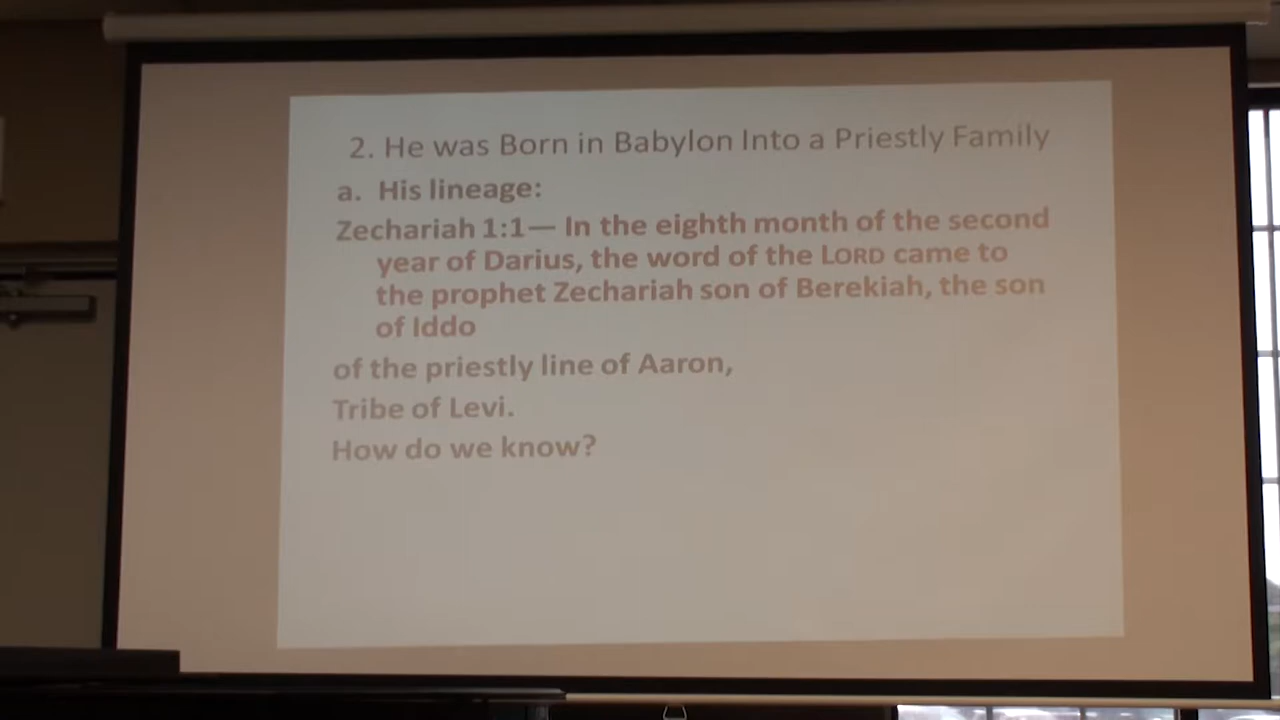 2. He was Born in Babylon Into a Priestly Family
a. His lineage:
Zechariah 1:1— In the eighth month of the second
year of Darius, the word of the LORD came to
the prophet Zechariah son of Berekiah, the son
of Iddo
of the priestly line of Aaron,
Tribe of Levi.
How do we know?